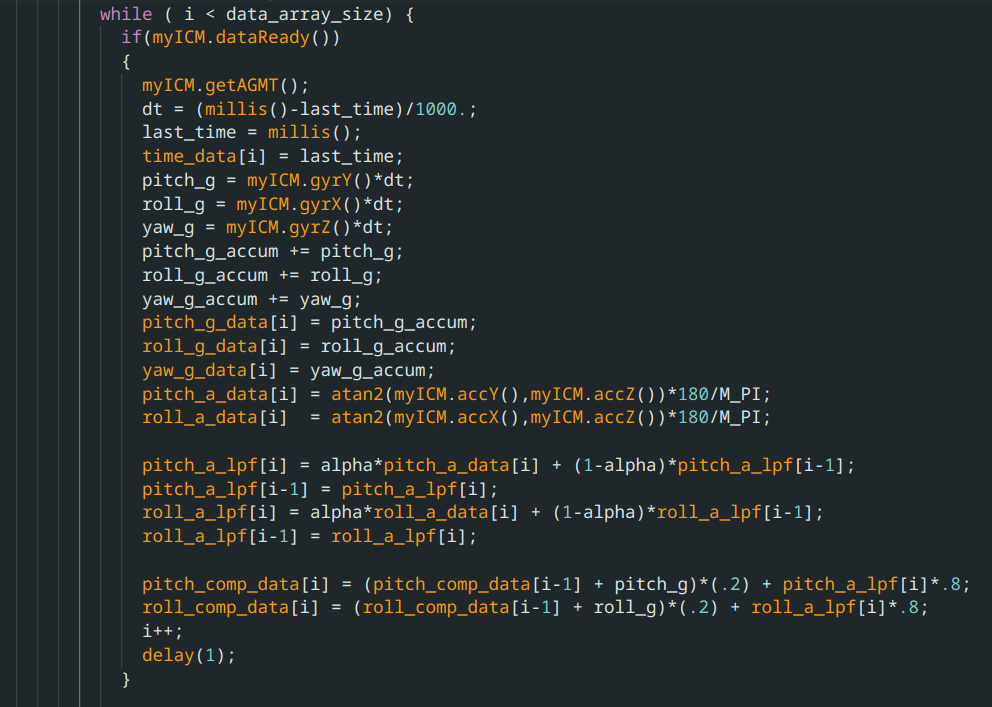 while ( i < data_array_size) {
if(myICM.dataReady())
{
myICM.getAGMT();
dt = (millis()-last_time)/1000.;
last_time = millis();
time_data[i] = last_time;
pitch_g = myICM.gyrY()*dt;
roll_g = myICM.gyrX()*dt;
yaw_g = myICM.gyrZ()*dt;
pitch_g_accum += pitch_g;
roll_g_accum += roll_g;
yaw_g_accum += yaw_g;
pitch_g_data[i] = pitch_g_accum;
roll_g_data[i] = roll_g_accum;
yaw_g_data[i] = yaw_g_accum;
pitch_a_data[i] = atan2(myICM.accY(),myICM.accZ())*180/M_PI;
roll_a_data[i]  = atan2(myICM.accX(),myICM.accZ())*180/M_PI;
pitch_a_lpf[i] = alpha*pitch_a_data[i] + (1-alpha)*pitch_a_lpf[i-1];
pitch_a_lpf[i-1] = pitch_a_lpf[i];
roll_a_lpf[i] = alpha*roll_a_data[i] + (1-alpha)*roll_a_lpf[i-1];
roll_a_lpf[i-1] = roll_a_lpf[i];
pitch_comp_data[i] = (pitch_comp_data[i-1] + pitch_g)*(.2) + pitch_a_lpf[i]*.8;
roll_comp_data[i] = (roll_comp_data[i-1] + roll_g)*(.2) + roll_a_lpf[i]*.8;
i++;
delay(1);
}